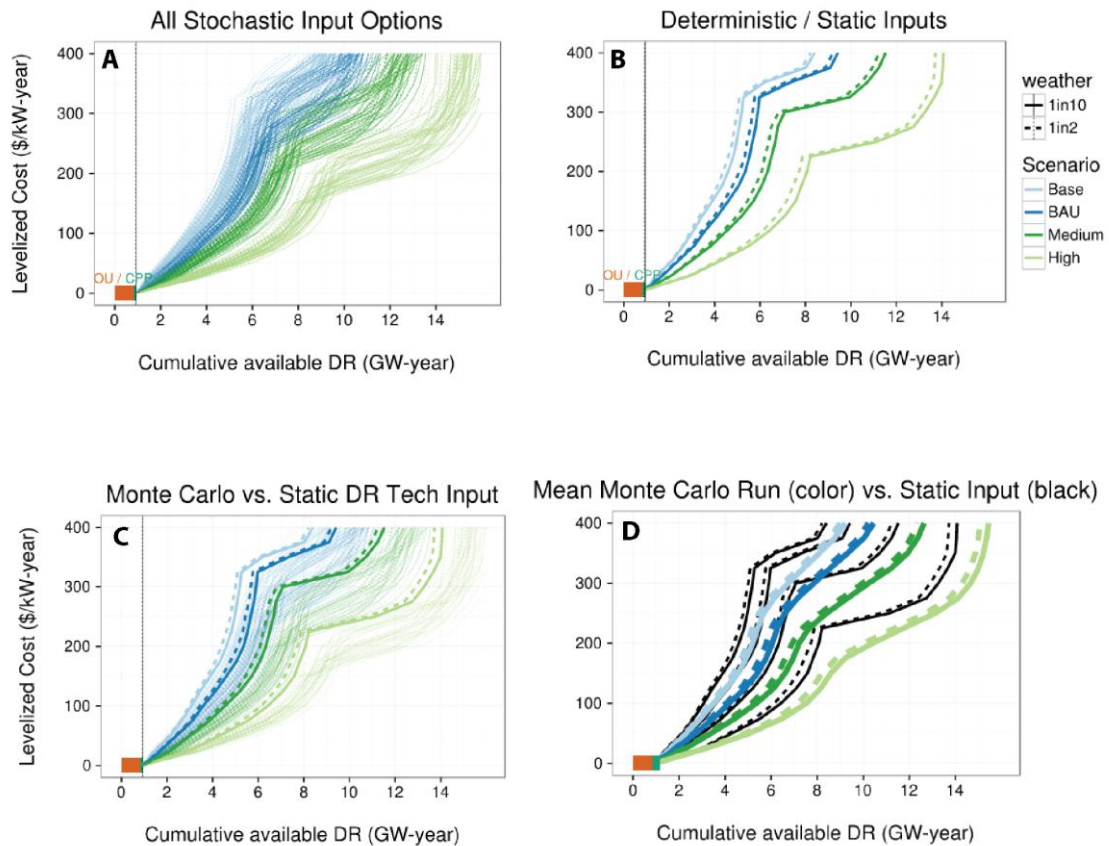 All Stochastic Input Options
A
Levelized Cost ($/kW-year)
400
300
200
100
0
OU / CPP
0 2 4 6 8 10 12 14
Cumulative available DR (GW-year)
Deterministic / Static Inputs
B
400
300
200
100
0
OU / CPP
0 2 4 6 8 10 12 14
Cumulative available DR (GW-year)
weather
1in10
1in2
Scenario
Base
BAU
Medium
High
Monte Carlo vs. Static DR Tech Input
C
Levelized Cost ($/kW-year)
400
300
200
100
0
0 2 4 6 8 10 12 14
Cumulative available DR (GW-year)
Mean Monte Carlo Run (color) vs. Static Input (black)
D
400
300
200
100
0
0 2 4 6 8 10 12 14
Cumulative available DR (GW-year)